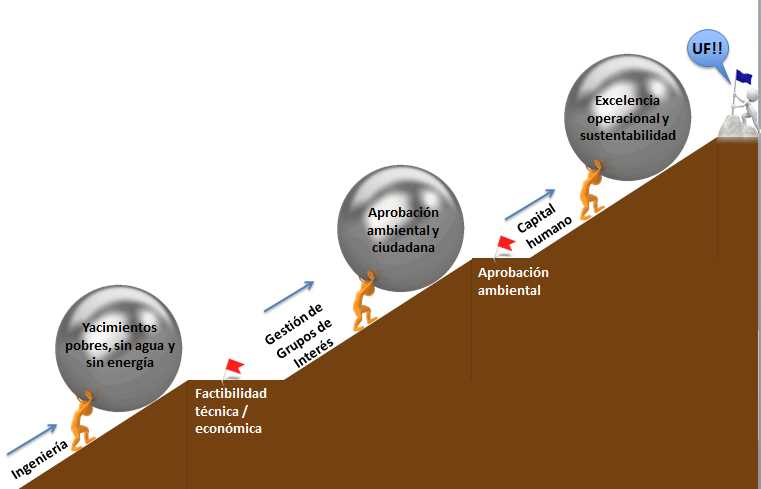 UF!!
Excelencia
operacional y
sustentabilidad
Capital
humano
Aprobación
ambiental y
ciudadana
Aprobación
ambiental
Gestión de
Grupos de
Interés
Yacimientos
pobres, sin agua y
sin energía
Factibilidad
técnica /
económica
Ingeniería